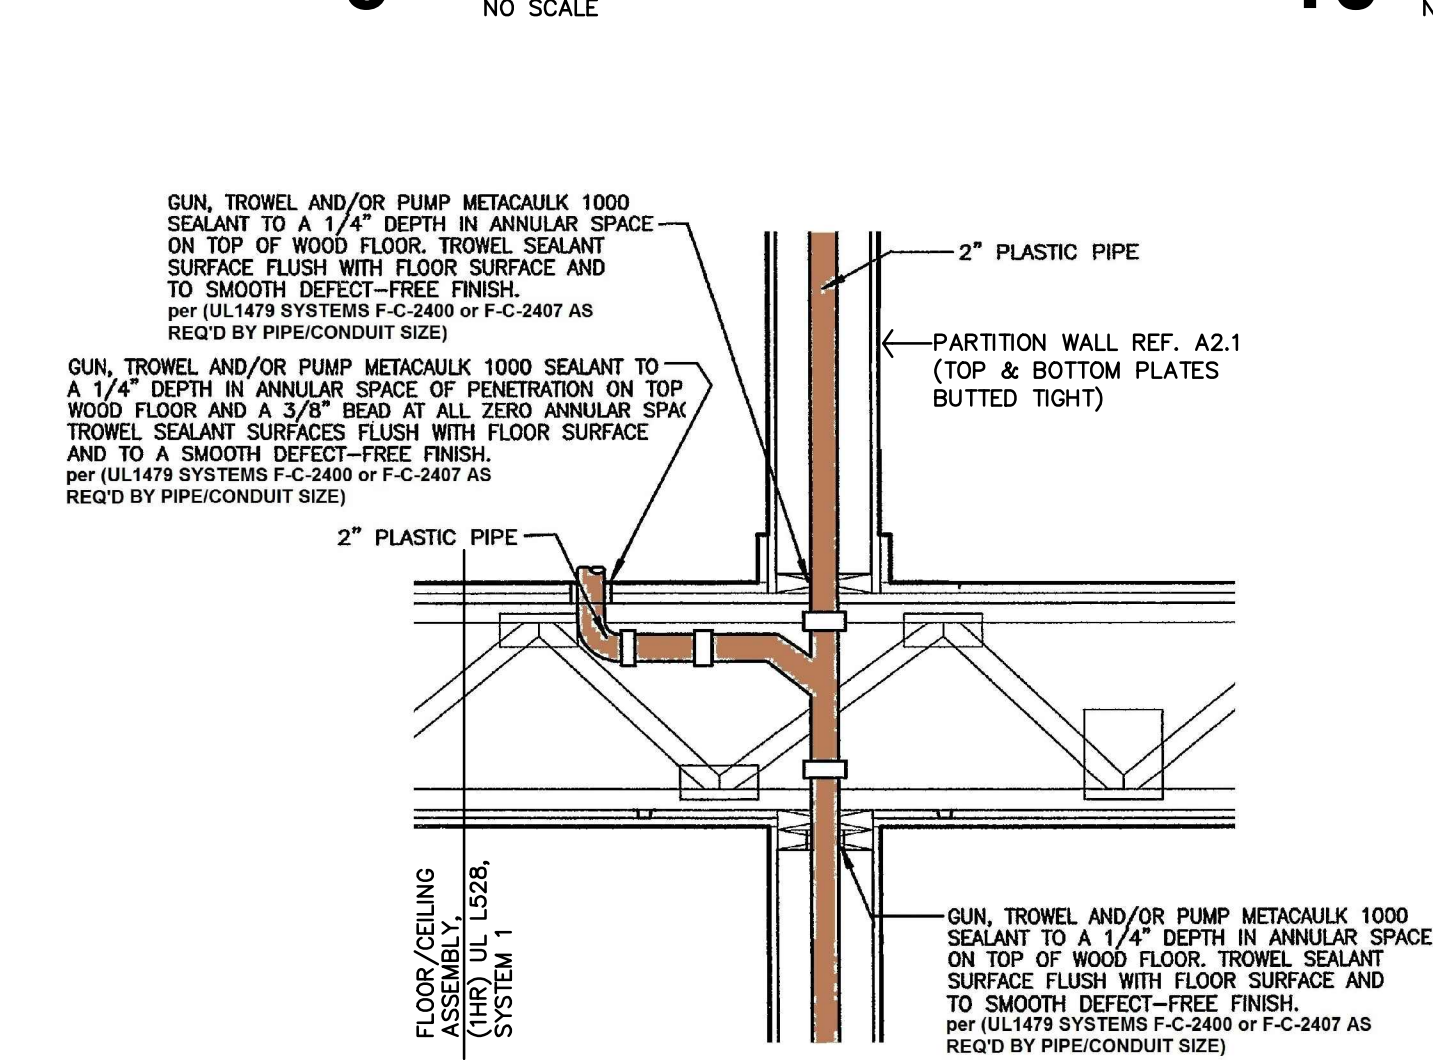 NO SCALE
GUN, TROWEL AND/OR PUMP METACAULK 1000
SEALANT TO A 1/4" DEPTH IN ANNULAR SPACE
ON TOP OF WOOD FLOOR. TROWEL SEALANT
SURFACE FLUSH WITH FLOOR SURFACE AND
TO SMOOTH DEFECT-FREE FINISH.
per (UL1479 SYSTEMS F-C-2400 or F-C-2407 AS
REQ'D BY PIPE/CONDUIT SIZE)
GUN, TROWEL AND/OR PUMP METACAULK 1000 SEALANT TO
A 1/4" DEPTH IN ANNULAR SPACE OF PENETRATION ON TOP
WOOD FLOOR AND A 3/8" BEAD AT ALL ZERO ANNULAR SPAC
TROWEL SEALANT SURFACES FLUSH WITH FLOOR SURFACE
AND TO A SMOOTH DEFECT-FREE FINISH.
per (UL1479 SYSTEMS F-C-2400 or F-C-2407 AS
REQ'D BY PIPE/CONDUIT SIZE)
2" PLASTIC PIPE
2" PLASTIC PIPE
PARTITION WALL REF. A2.1
(TOP & BOTTOM PLATES
BUTTED TIGHT)
FLOOR/CEILING
ASSEMBLY,
(1HR) UL L528,
SYSTEM 1
GUN, TROWEL AND/OR PUMP METACAULK 1000
SEALANT TO A 1/4" DEPTH IN ANNULAR SPACE
ON TOP OF WOOD FLOOR. TROWEL SEALANT
SURFACE FLUSH WITH FLOOR SURFACE AND
TO SMOOTH DEFECT-FREE FINISH.
per (UL1479 SYSTEMS F-C-2400 or F-C-2407 AS
REQ'D BY PIPE/CONDUIT SIZE)